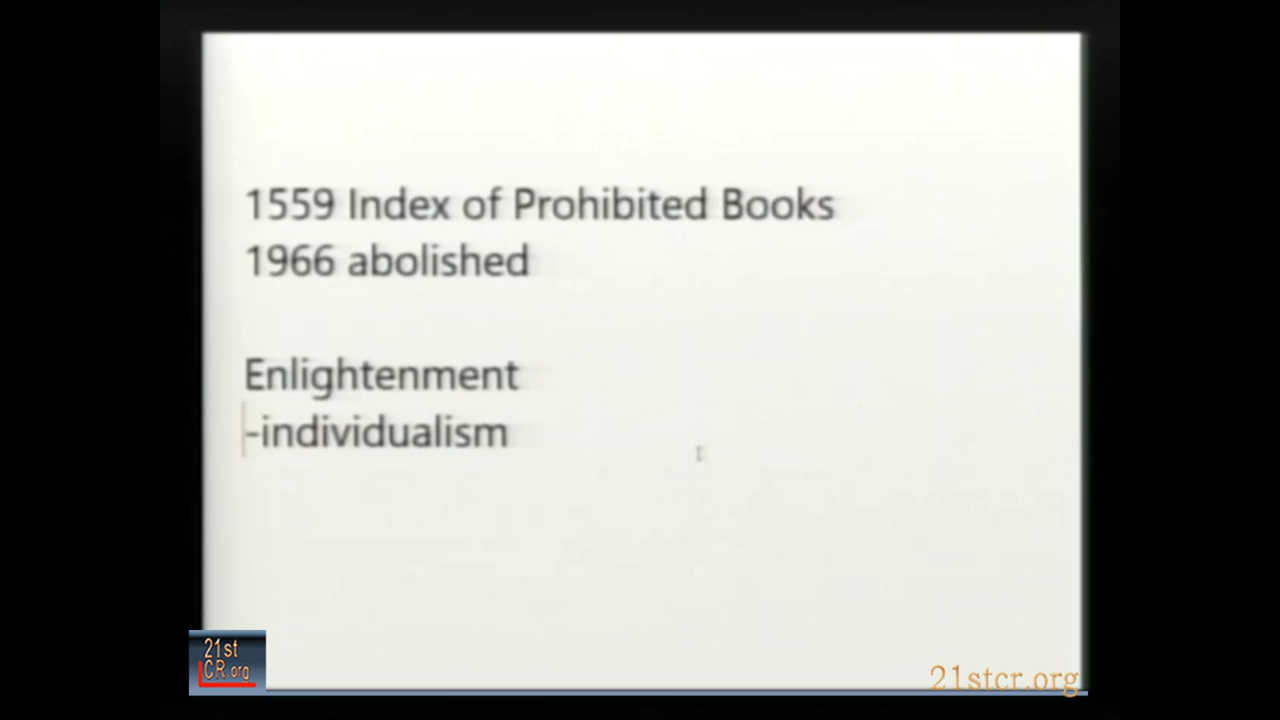 1559 Index of Prohibited Books
1966 abolished
Enlightenment
-individualism
21st
CR.org
21stcr.org